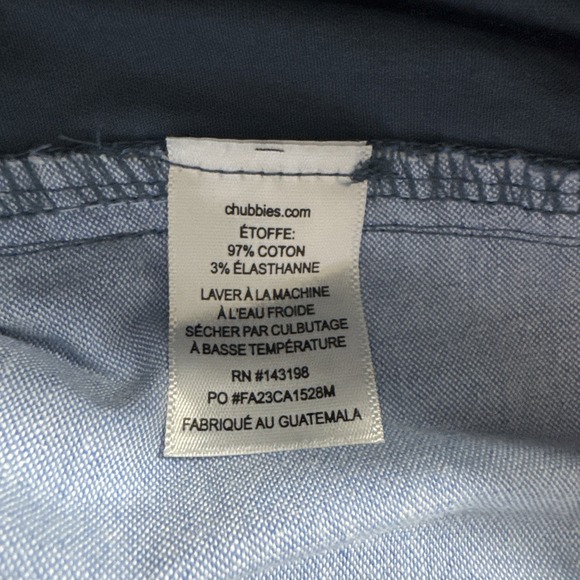 chubbies.com
ÉTOFFE:
97% COTON
3% ÉLASTHANNE
LAVER À LA MACHINE
À L'EAU FROIDE
SÉCHER PAR CULBUTAGE
À BASSE TEMPÉRATURE
RN #143198
PO #FA23CA1528M
FABRIQUÉ AU GUATEMALA